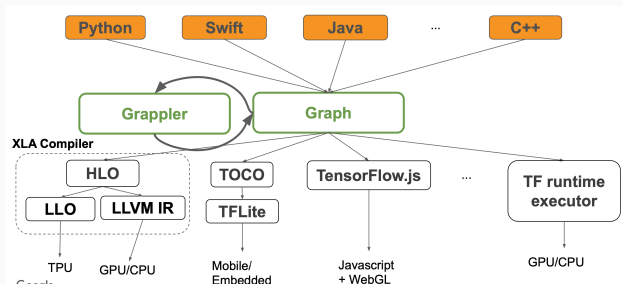 Python
Swift
Java
...
C++
Grappler
Graph
XLA Compiler
HLO
TOCO
TensorFlow.js
...
TF runtime
executor
LLO
LLVM IR
TFLite
TPU
GPU/CPU
Mobile/
Embedded
Javascript
+ WebGL
GPU/CPU